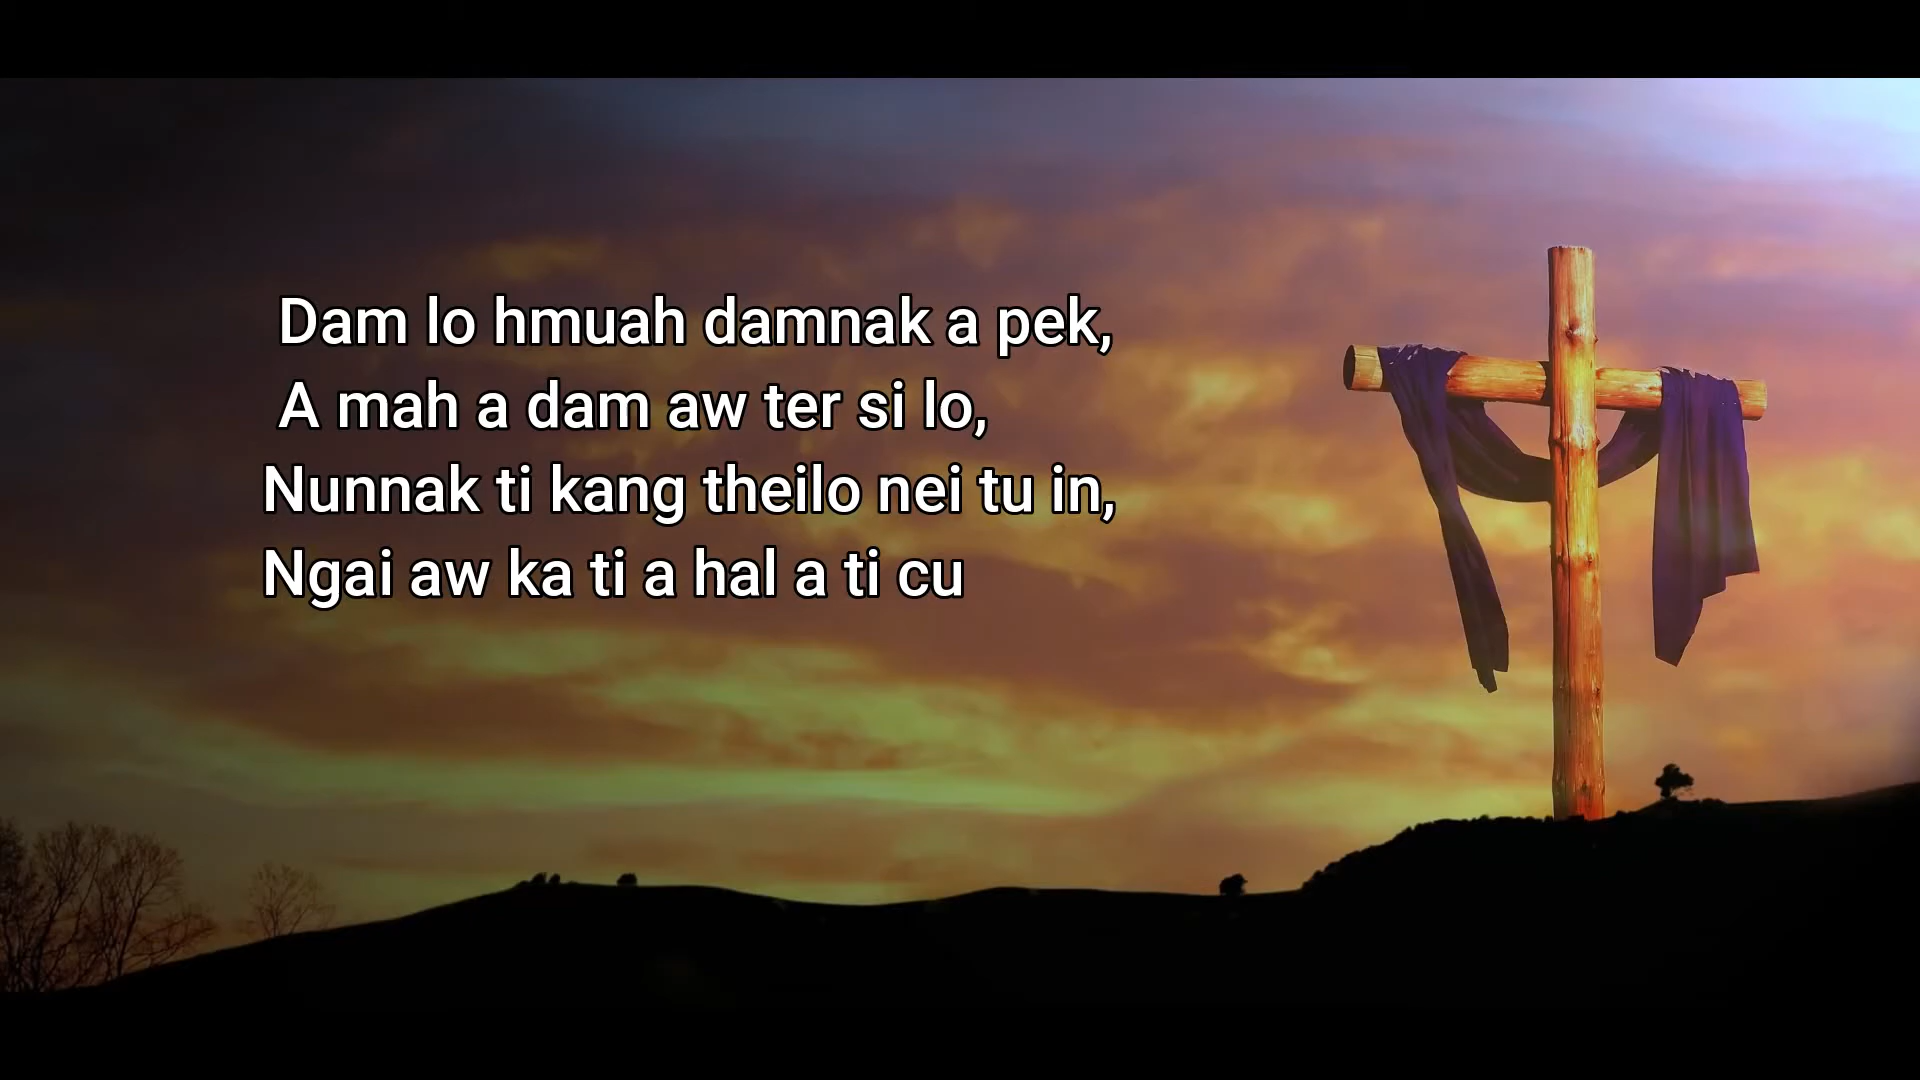 Dam lo hmuah damnak a pek,
A mah a dam aw ter si lo,
Nunnak ti kang theilo nei tu in,
Ngai aw ka ti a hal a ti cu